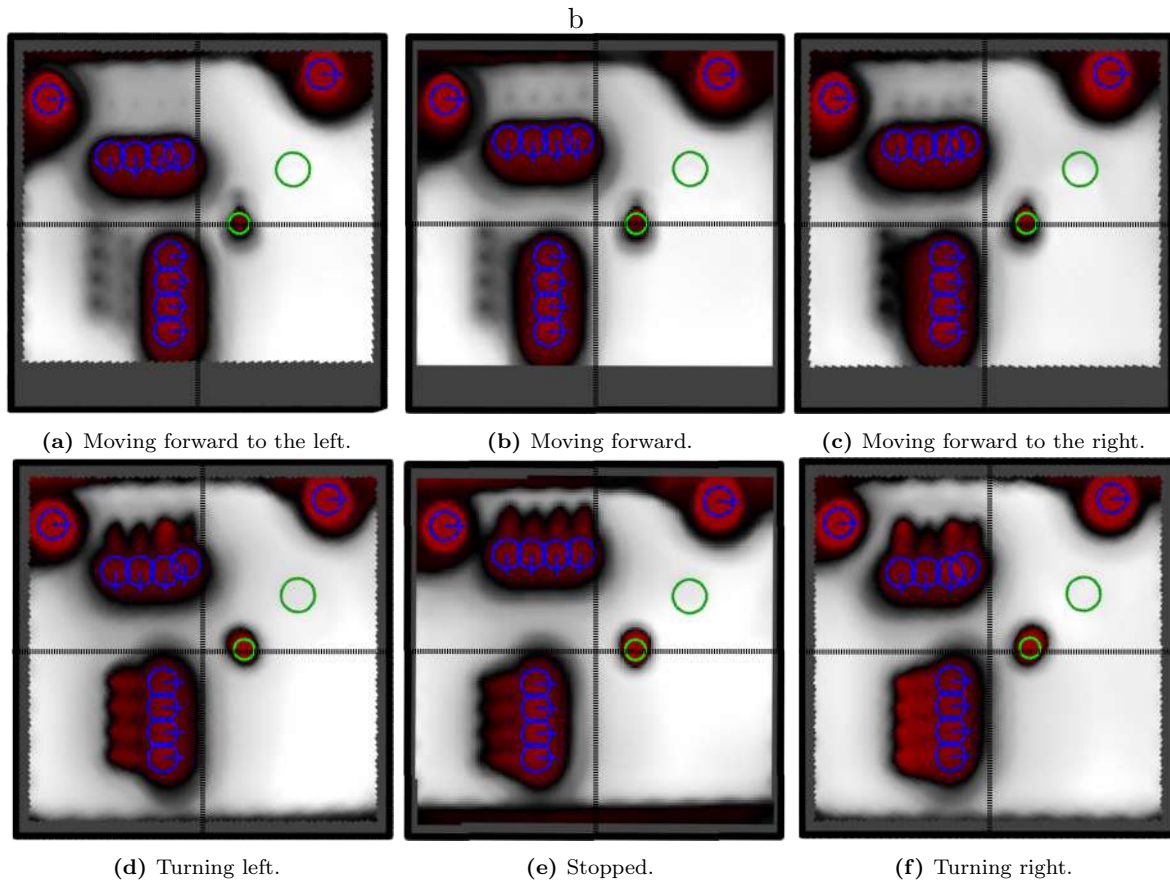 b
(a) Moving forward to the left.
(b) Moving forward.
(c) Moving forward to the right.
(d) Turning left.
(e) Stopped.
(f) Turning right.